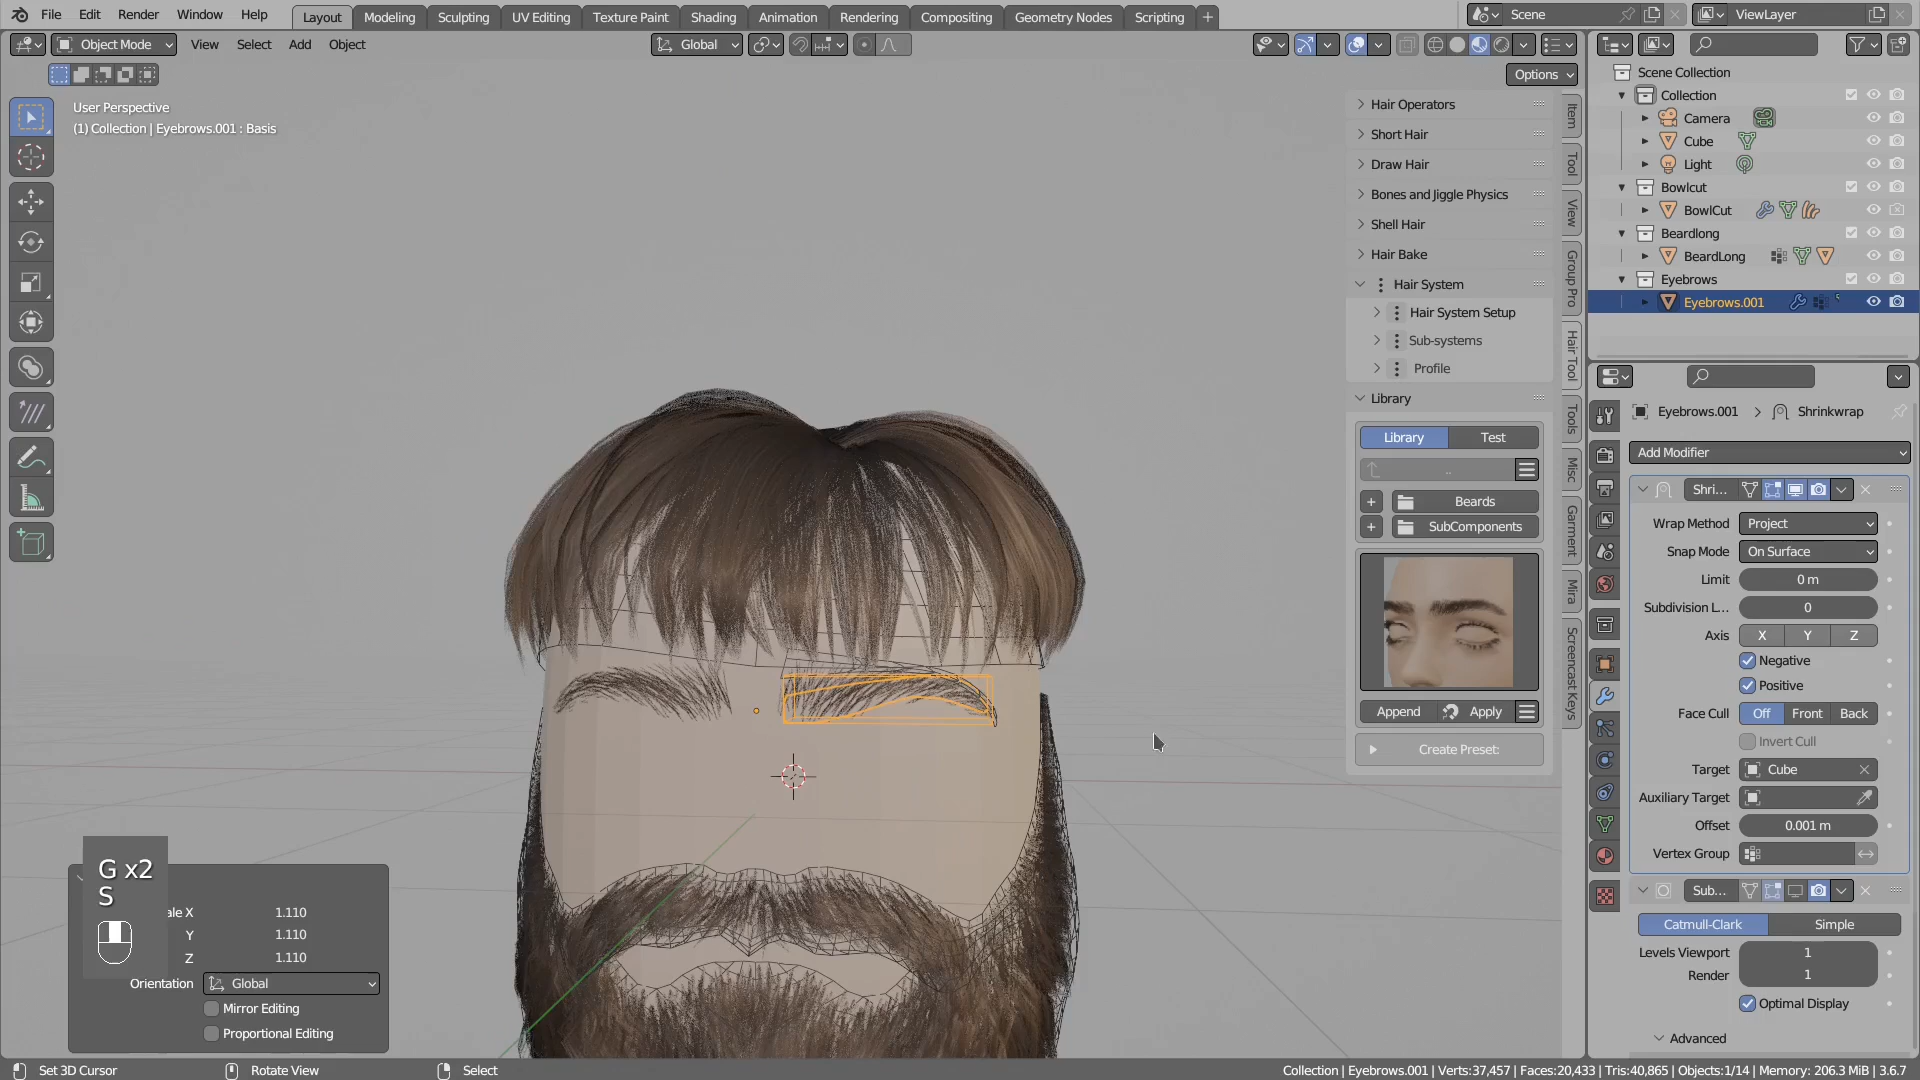 File Edit Render Window Help Layout Modeling Sculpting UV Editing Texture Paint Shading Animation Rendering Compositing Geometry Nodes Scripting + Scene ViewLayer
Object Mode View Select Add Object Global
Options
User Perspective
(1) Collection | Eyebrows.001 : Basis
Hair Operators
Short Hair
Draw Hair
Bones and Jiggle Physics
Shell Hair
Hair Bake
Hair System
Hair System Setup
Sub-systems
Profile
Library
Library Test
..
+ Beards
+ SubComponents
Append Apply
Create Preset:
Item
Tool
View
Group Pro
Hair Tool
Tools
Misc
Garment
Mira
Screencast Keys
Scene Collection
Collection
Camera
Cube
Light
Bowlcut
BowlCut
Beardlong
BeardLong
Eyebrows
Eyebrows.001
Eyebrows.001 > Shrinkwrap
Add Modifier
Shri...
Wrap Method Project
Snap Mode On Surface
Limit 0 m
Subdivision L... 0
Axis X Y Z
Negative
Positive
Face Cull Off Front Back
Invert Cull
Target Cube
Auxiliary Target
Offset 0.001 m
Vertex Group
Sub...
Catmull-Clark Simple
Levels Viewport 1
Render 1
Optimal Display
Advanced
G x2
S
ale X 1.110
Y 1.110
Z 1.110
Orientation Global
Mirror Editing
Proportional Editing
Set 3D Cursor Rotate View Select Collection | Eyebrows.001 | Verts:37,457 | Faces:20,433 | Tris:40,865 | Objects:1/14 | Memory: 206.3 MiB | 3.6.7